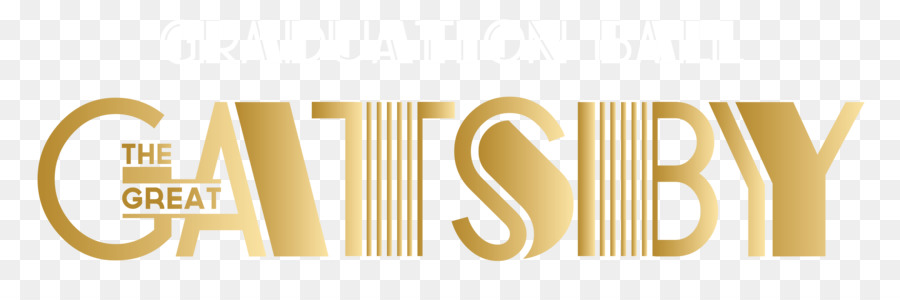 GRADUATION BALL
THE
GREAT
GATSBY